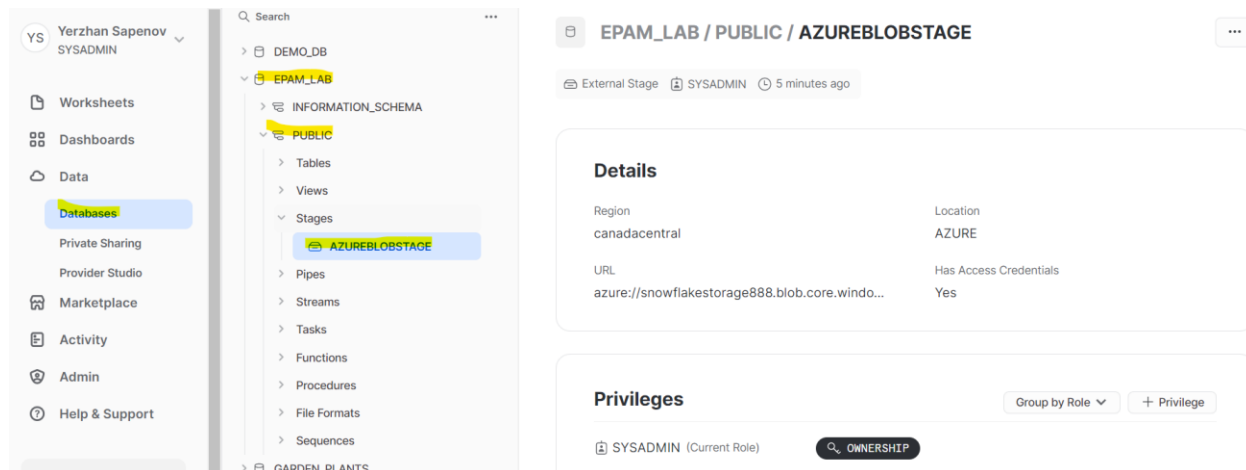 YS
Yerzhan Sapenov
SYSADMIN
Worksheets
Dashboards
Data
Databases
Private Sharing
Provider Studio
Marketplace
Activity
Admin
Help & Support
Search
...
DEMO_DB
EPAM_LAB
INFORMATION_SCHEMA
PUBLIC
Tables
Views
Stages
AZUREBLOBSTAGE
Pipes
Streams
Tasks
Functions
Procedures
File Formats
Sequences
GARDEN_PLANTS
EPAM_LAB / PUBLIC / AZUREBLOBSTAGE
...
External Stage SYSADMIN 5 minutes ago
Details
Region Location
canadacentral AZURE
URL Has Access Credentials
azure://snowflakestorage888.blob.core.windo... Yes
Privileges Group by Role + Privilege
SYSADMIN (Current Role) OWNERSHIP